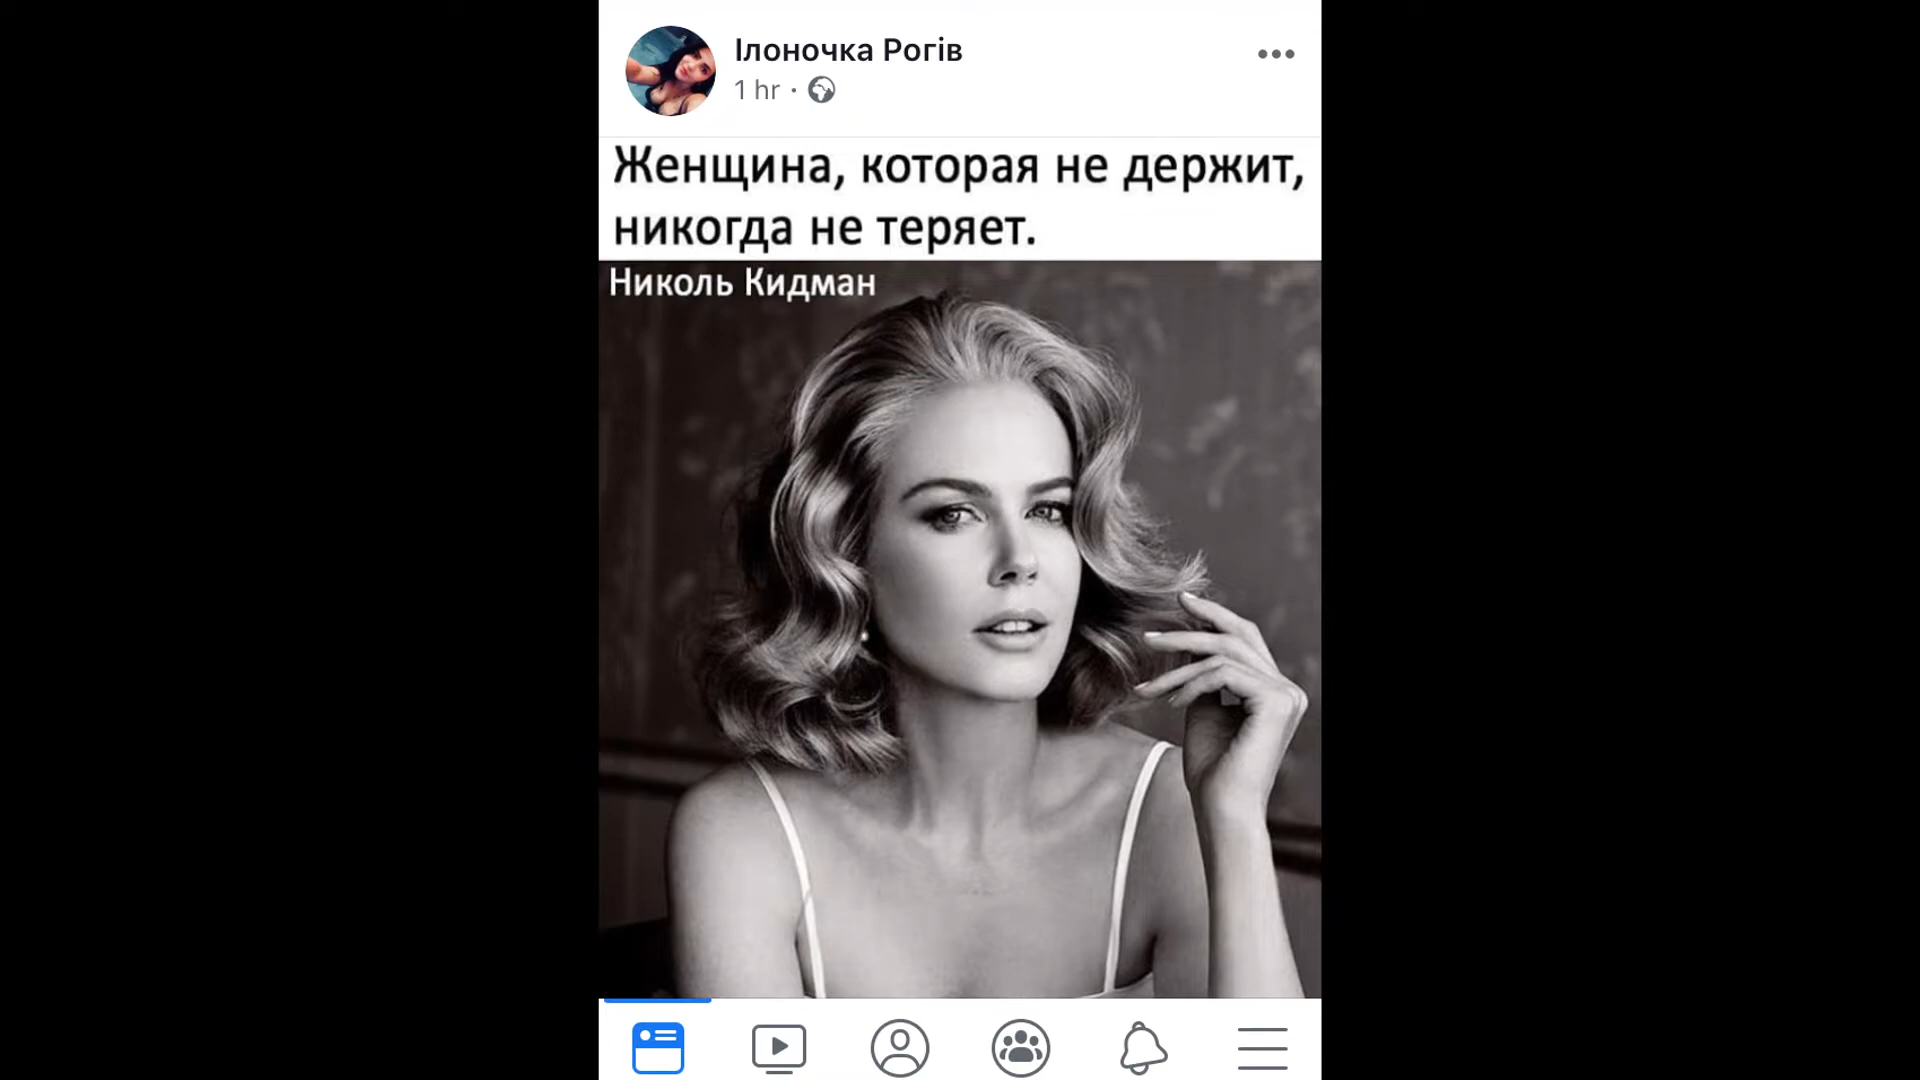 Ілоночка Рогів
1 hr ·
Женщина, которая не держит,
никогда не теряет.
Николь Кидман